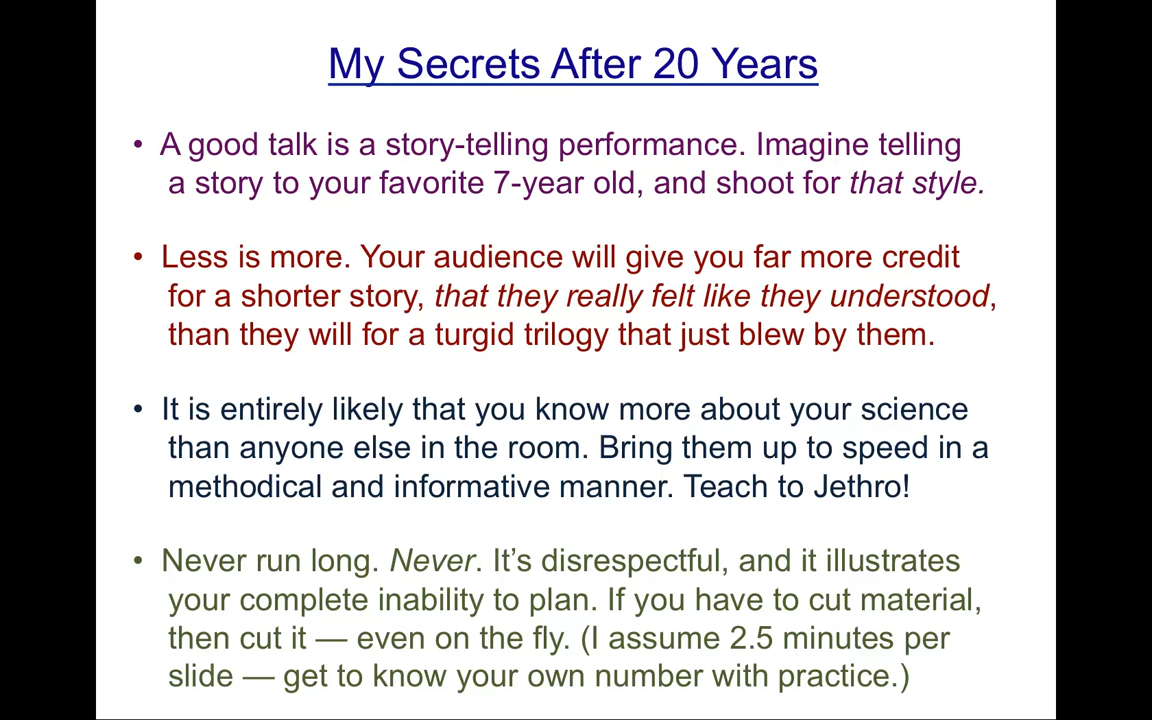 My Secrets After 20 Years
• A good talk is a story-telling performance. Imagine telling
a story to your favorite 7-year old, and shoot for that style.
• Less is more. Your audience will give you far more credit
for a shorter story, that they really felt like they understood,
than they will for a turgid trilogy that just blew by them.
• It is entirely likely that you know more about your science
than anyone else in the room. Bring them up to speed in a
methodical and informative manner. Teach to Jethro!
• Never run long. Never. It’s disrespectful, and it illustrates
your complete inability to plan. If you have to cut material,
then cut it — even on the fly. (I assume 2.5 minutes per
slide — get to know your own number with practice.)